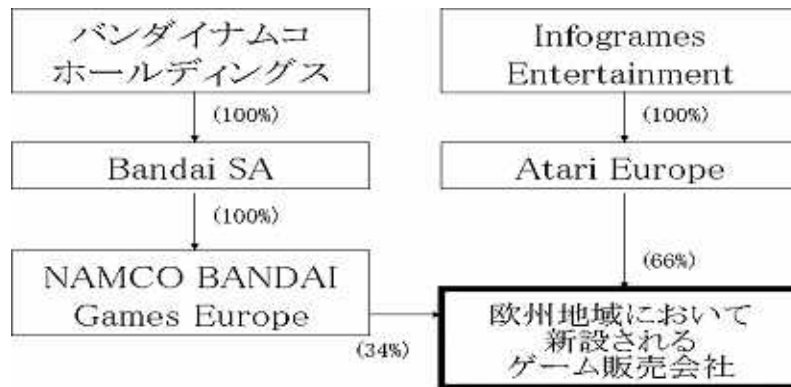 バンダイナムコ
ホールディングス
Infogrames
Entertainment
(100%)
(100%)
Bandai SA
Atari Europe
(100%)
(66%)
NAMCO BANDAI
Games Europe
(34%)
欧州地域において
新設される
ゲーム販売会社